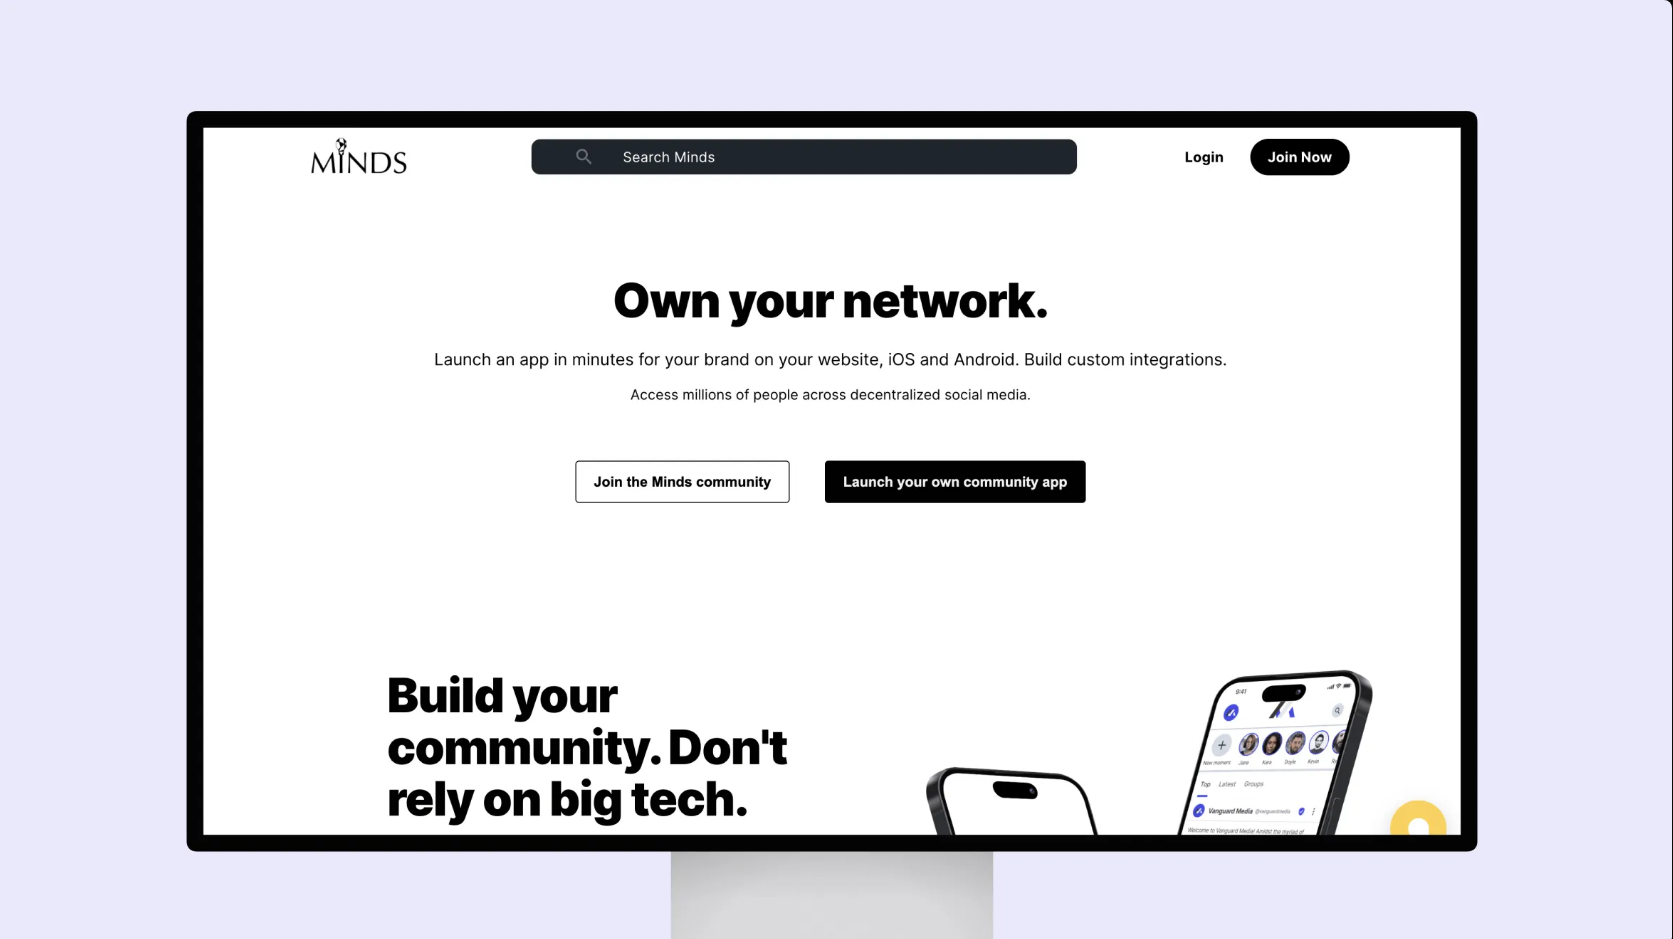 MINDS
Search Minds
Login
Join Now
Own your network.
Launch an app in minutes for your brand on your website, iOS and Android. Build custom integrations.
Access millions of people across decentralized social media.
Join the Minds community
Launch your own community app
Build your
community. Don't
rely on big tech.
9:41
New moment
Jane
Kara
Doyle
Kevin
Top
Latest
Groups
Vanguard Media @vanguardmedia
Welcome to Vanguard Media! Amidst the myriad of